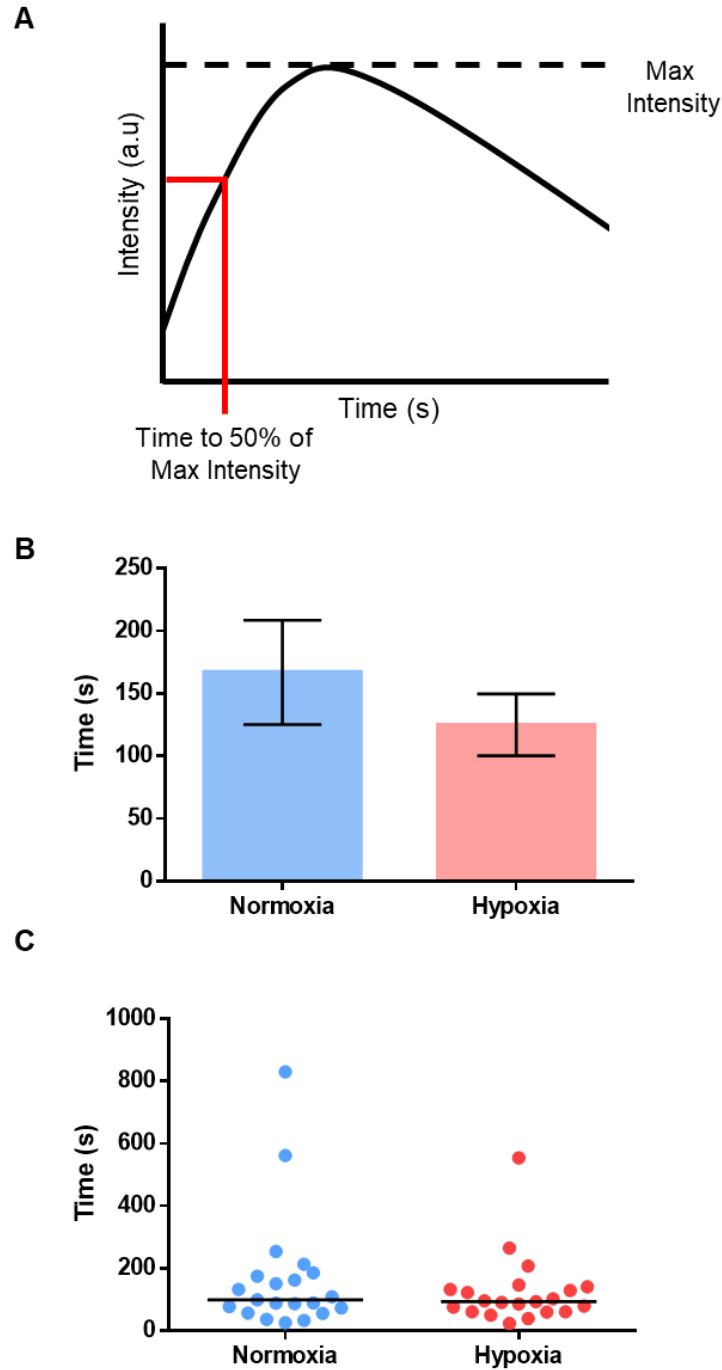 A
Max
Intensity
Intensity (a.u)
Time (s)
Time to 50% of
Max Intensity
B
250
200
150
100
50
0
Time (s)
Normoxia
Hypoxia
C
1000
800
600
400
200
0
Time (s)
Normoxia
Hypoxia